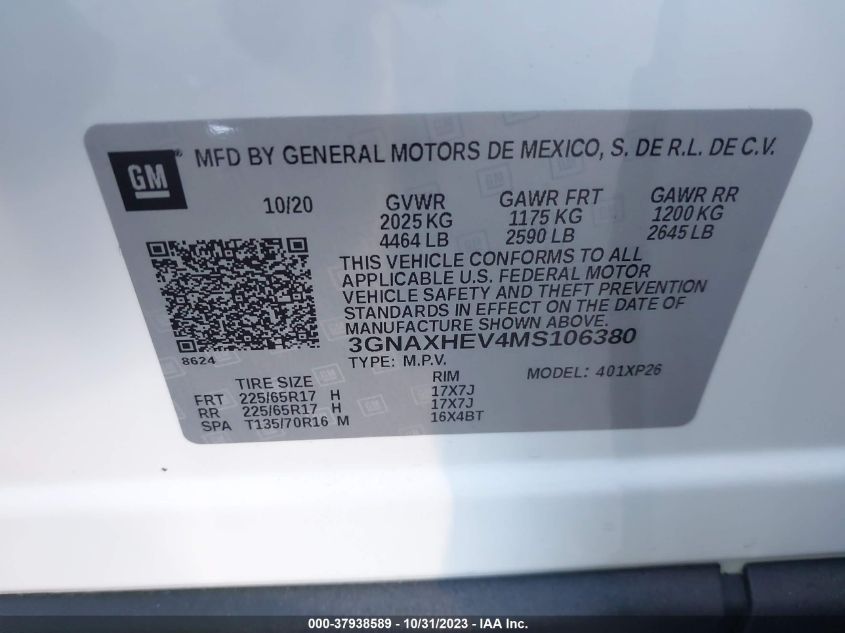 GM
MFD BY GENERAL MOTORS DE MEXICO, S. DE R.L. DE C.V.
10/20 GVWR GAWR FRT GAWR RR
2025 KG 1175 KG 1200 KG
4464 LB 2590 LB 2645 LB
THIS VEHICLE CONFORMS TO ALL
APPLICABLE U.S. FEDERAL MOTOR
VEHICLE SAFETY AND THEFT PREVENTION
STANDARDS IN EFFECT ON THE DATE OF
MANUFACTURE SHOWN ABOVE.
3GNAXHEV4MS106380
8624 TYPE: M.P.V.
MODEL: 401XP26
TIRE SIZE RIM
FRT 225/65R17 H 17X7J
RR 225/65R17 H 17X7J
SPA T135/70R16 M 16X4BT
000-37938589 - 10/31/2023 - IAA Inc.